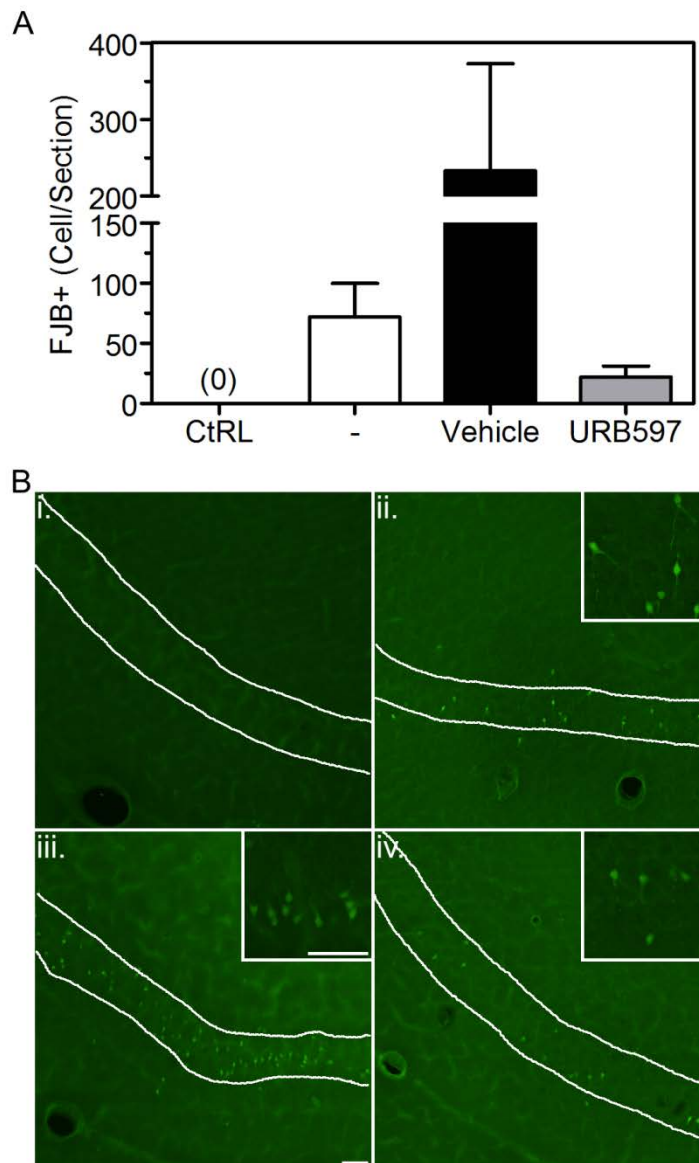 A
FJB+ (Cell/Section)
400
300
200
150
100
50
0
(0)
CtRL
-
Vehicle
URB597
B
i.
ii.
iii.
iv.